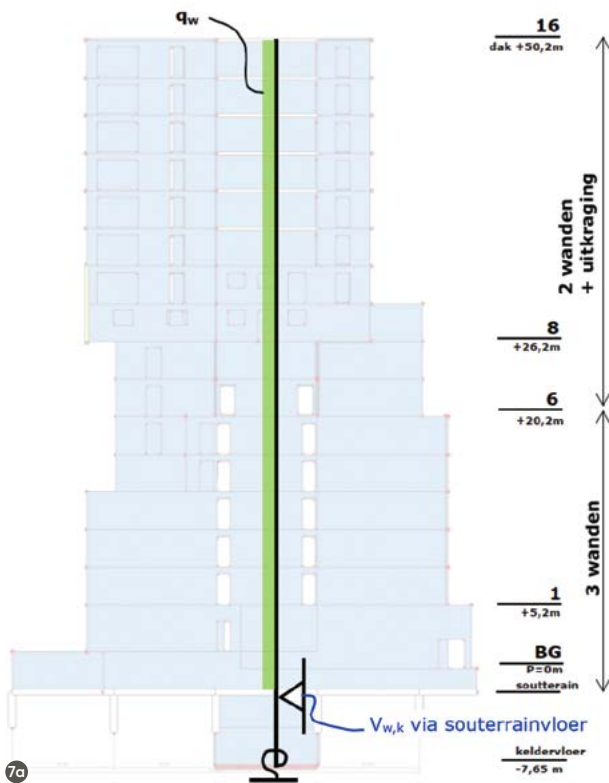 qw
16
dak +50,2m
2 wanden
+ uitkraging
8
+26,2m
6
+20,2m
3 wanden
1
+5,2m
BG
P=0m
soutterain
Vw,k via souterrainvloer
keldervloer
-7,65 m
7a